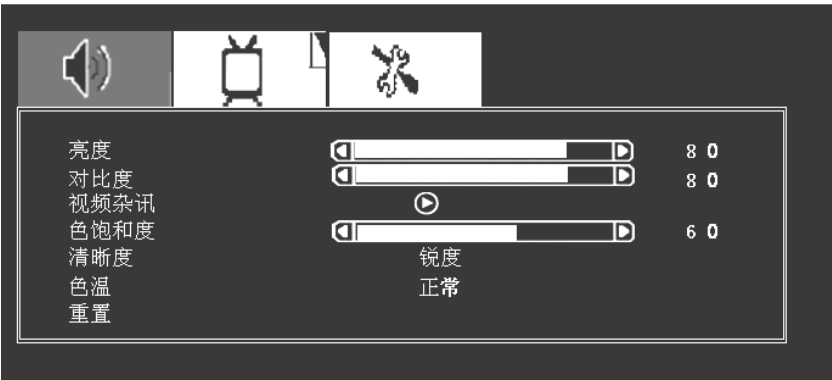 亮度 80
对比度 80
视频杂讯
色饱和度 60
清晰度 锐度
色温 正常
重置